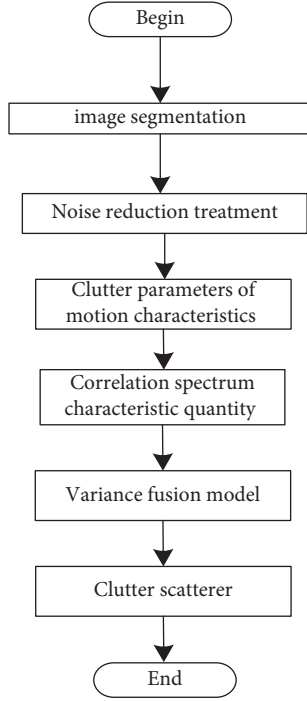 Begin
image segmentation
Noise reduction treatment
Clutter parameters of
motion characteristics
Correlation spectrum
characteristic quantity
Variance fusion model
Clutter scatterer
End